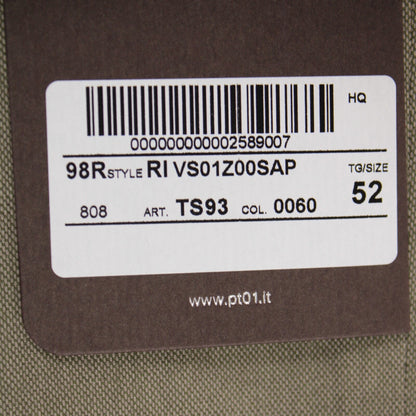 HQ
000000000002589007
98R STYLE RI VS01Z00SAP
TG/SIZE
52
808 ART. TS93 COL. 0060
www.pt01.it